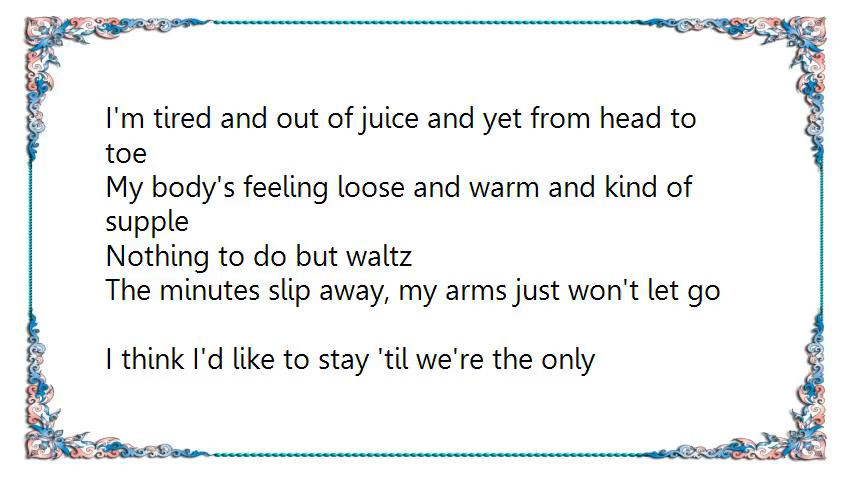 I'm tired and out of juice and yet from head to
toe
My body's feeling loose and warm and kind of
supple
Nothing to do but waltz
The minutes slip away, my arms just won't let go
I think I'd like to stay 'til we're the only